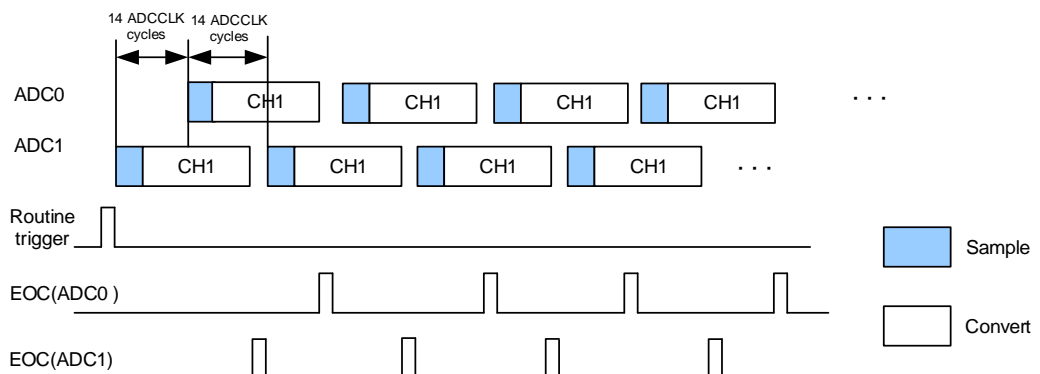 14 ADCCLK
cycles
14 ADCCLK
cycles
ADC0
CH1
CH1
CH1
CH1
. . .
ADC1
CH1
CH1
CH1
CH1
. . .
Routine
trigger
Sample
EOC(ADC0 )
Convert
EOC(ADC1)